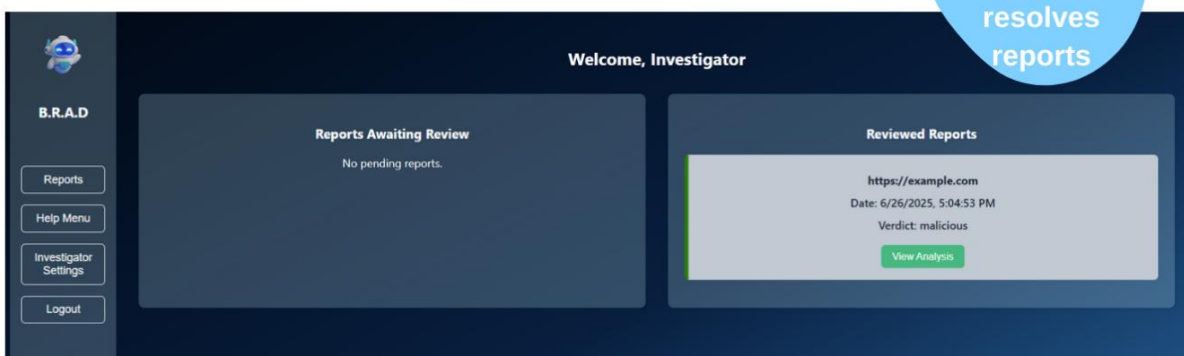 resolves
reports
Welcome, Investigator
B.R.A.D
Reports
Help Menu
Investigator
Settings
Logout
Reports Awaiting Review
No pending reports.
Reviewed Reports
https://example.com
Date: 6/26/2025, 5:04:53 PM
Verdict: malicious
View Analysis